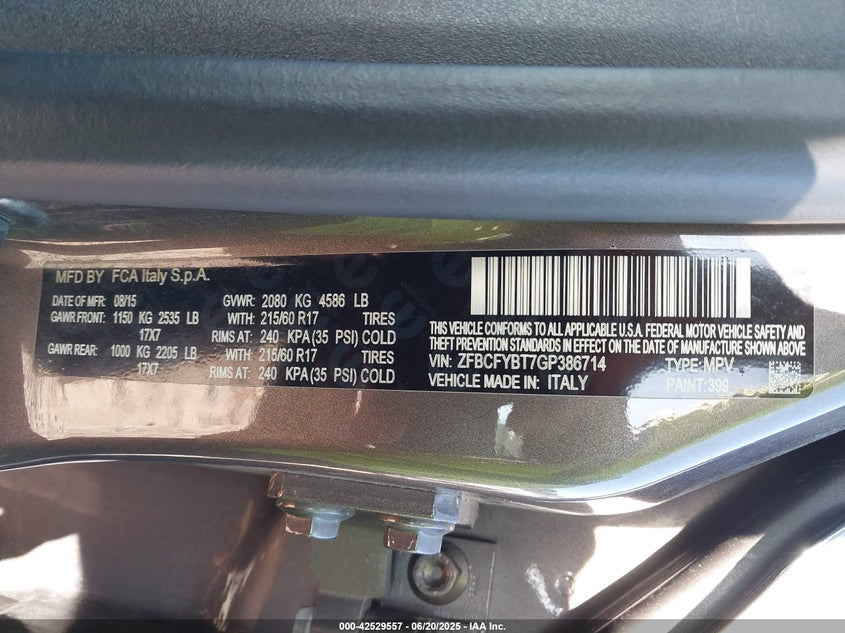 MFD BY FCA Italy S.p.A.
DATE OF MFR: 08/15 GVWR: 2080 KG 4586 LB
GAWR FRONT: 1150 KG 2535 LB WITH: 215/60 R17 TIRES
17X7 RIMS AT: 240 KPA (35 PSI) COLD
GAWR REAR: 1000 KG 2205 LB WITH: 215/60 R17 TIRES
17X7 RIMS AT: 240 KPA (35 PSI) COLD
THIS VEHICLE CONFORMS TO ALL APPLICABLE U.S.A. FEDERAL MOTOR VEHICLE SAFETY AND
THEFT PREVENTION STANDARDS IN EFFECT ON THE DATE OF MANUFACTURE SHOWN ABOVE.
VIN: ZFBCFYBT7GP386714 TYPE: MPV
VEHICLE MADE IN: ITALY PAINT: 399
000-42529557 - 06/20/2025 - IAA Inc.